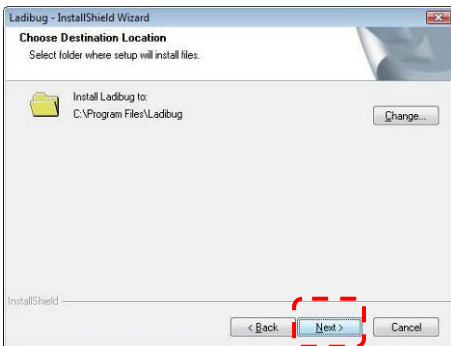 Ladibug - InstallShield Wizard
Choose Destination Location
Select folder where setup will install files.
Install Ladibug to:
C:\Program Files\Ladibug
Change...
InstallShield
< Back
Next >
Cancel